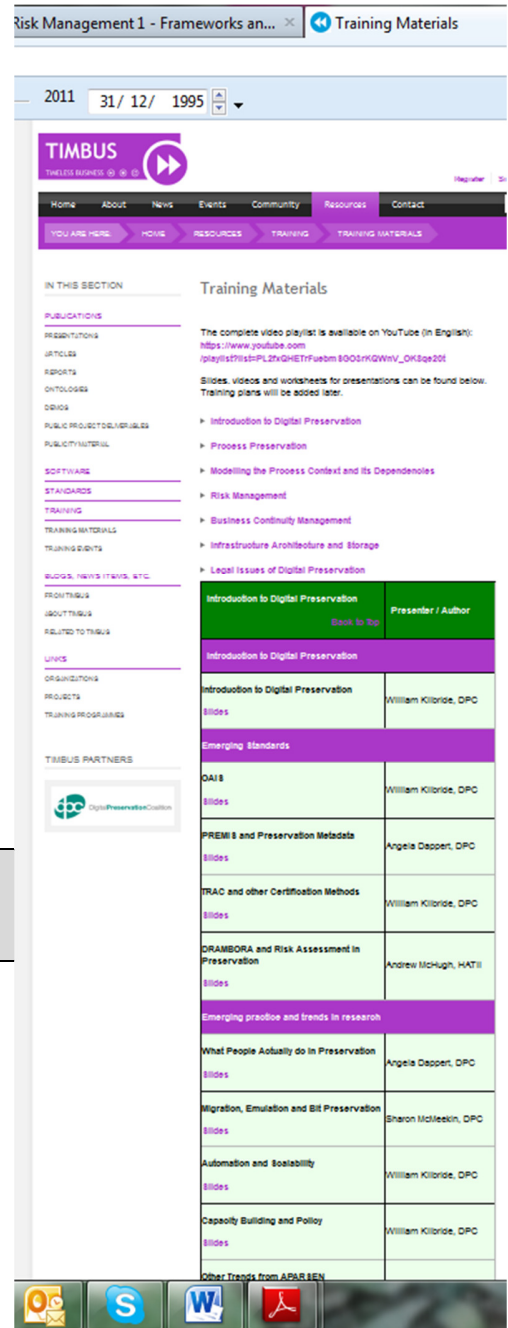 Risk Management 1 - Frameworks an...
Training Materials
2011
31/ 12/ 1995
TIMBUS
TIMELESS BUSINESS
Register
Home About News Events Community Resources Contact
YOU ARE HERE: HOME RESOURCES TRAINING TRAINING MATERIALS
IN THIS SECTION
PUBLICATIONS
PRESENTATIONS
ARTICLES
REPORTS
ONTOLOGIES
DEMOS
PUBLIC PROJECT DELIVERABLES
PUBLICITY MATERIAL
SOFTWARE
STANDARDS
TRAINING
TRAINING MATERIALS
TRAINING EVENTS
BLOGS, NEWS ITEMS, ETC.
FROM TIMBUS
ABOUT TIMBUS
RELATED TO TIMBUS
LINKS
ORGANIZATIONS
PROJECTS
TRAINING PROGRAMMES
TIMBUS PARTNERS
dpc DigitalPreservationCoalition
Training Materials
The complete video playlist is available on YouTube (in English):
https://www.youtube.com
Slides, videos and worksheets for presentations can be found below.
Training plans will be added later.
Introduction to Digital Preservation
Process Preservation
Modelling the Process Context and its Dependencies
Risk Management
Business Continuity Management
Infrastructure Architecture and Storage
Legal Issues of Digital Preservation
Introduction to Digital Preservation
Back to top
Presenter / Author
Introduction to Digital Preservation
Introduction to Digital Preservation
Slides
William Kilbride, DPC
Emerging Standards
OAIS
Slides
William Kilbride, DPC
PREMIS and Preservation Metadata
Slides
Angela Dappert, DPC
TRAC and other Certification Methods
Slides
William Kilbride, DPC
DRAMBORA and Risk Assessment in
Preservation
Slides
Andrew McHugh, HATII
Emerging practice and trends in research
What People Actually do in Preservation
Slides
Angela Dappert, DPC
Migration, Emulation and Bit Preservation
Slides
Sharon McMeekin, DPC
Automation and Scalability
Slides
William Kilbride, DPC
Capacity Building and Policy
Slides
William Kilbride, DPC
Other Trends from APARSEN